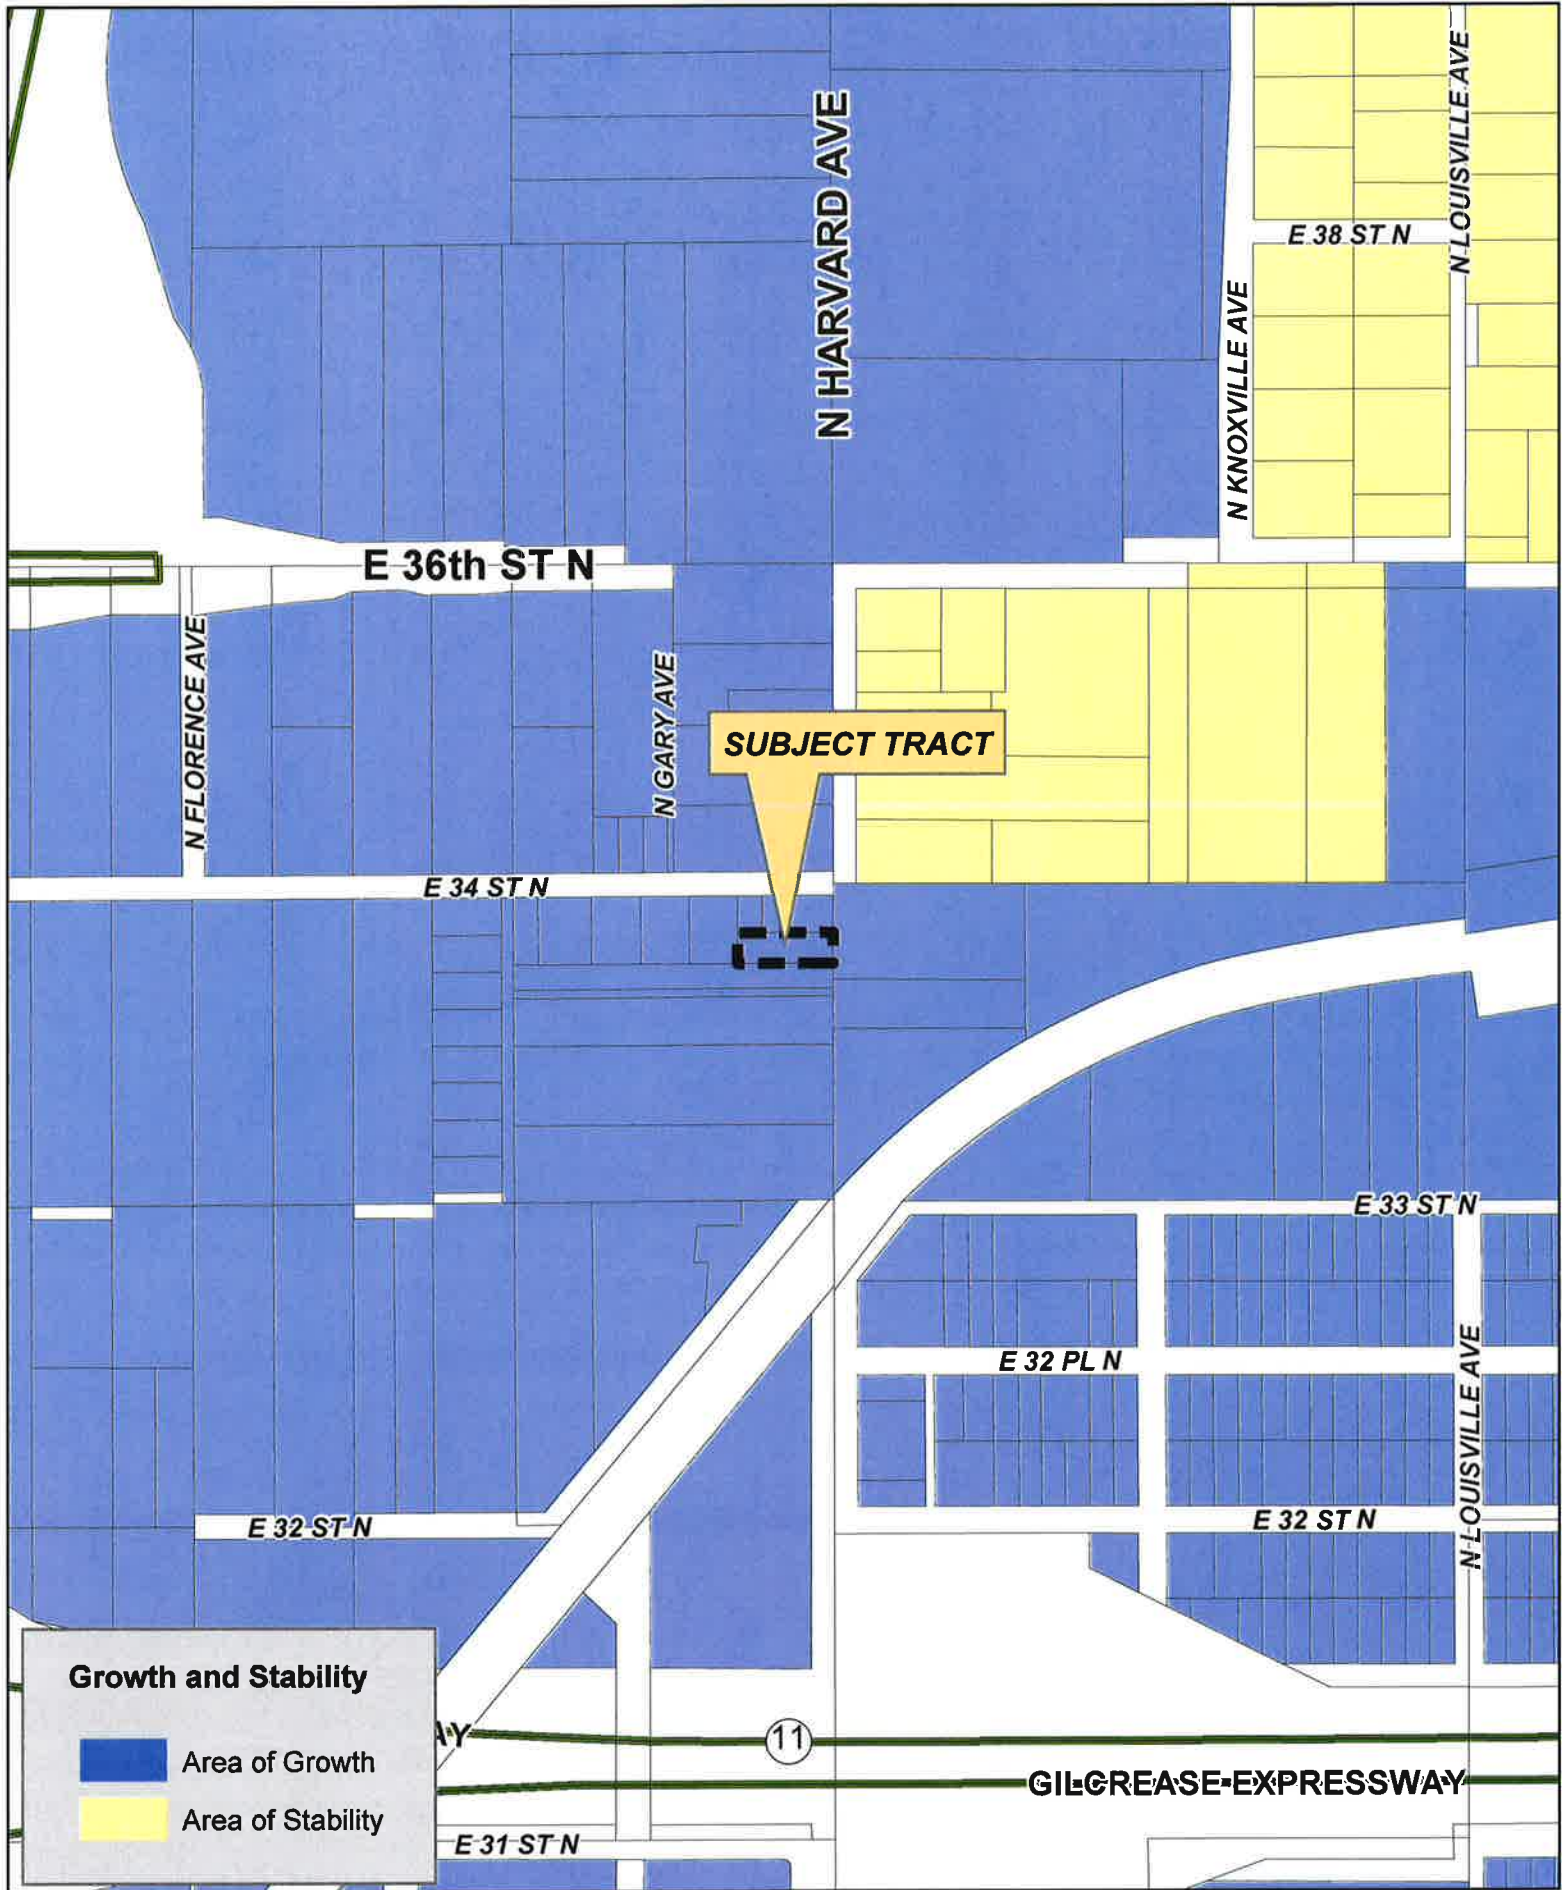 N HARVARD AVE
N LOUISVILLE AVE
E 38 ST N
N KNOXVILLE AVE
E 36th ST N
N FLORENCE AVE
N GARY AVE
SUBJECT TRACT
E 34 ST N
E 33 ST N
E 32 PL N
N LOUISVILLE AVE
E 32 ST N
E 32 ST N
Growth and Stability
Area of Growth
Area of Stability
AY
11
GILCREASE EXPRESSWAY
E 31 ST N